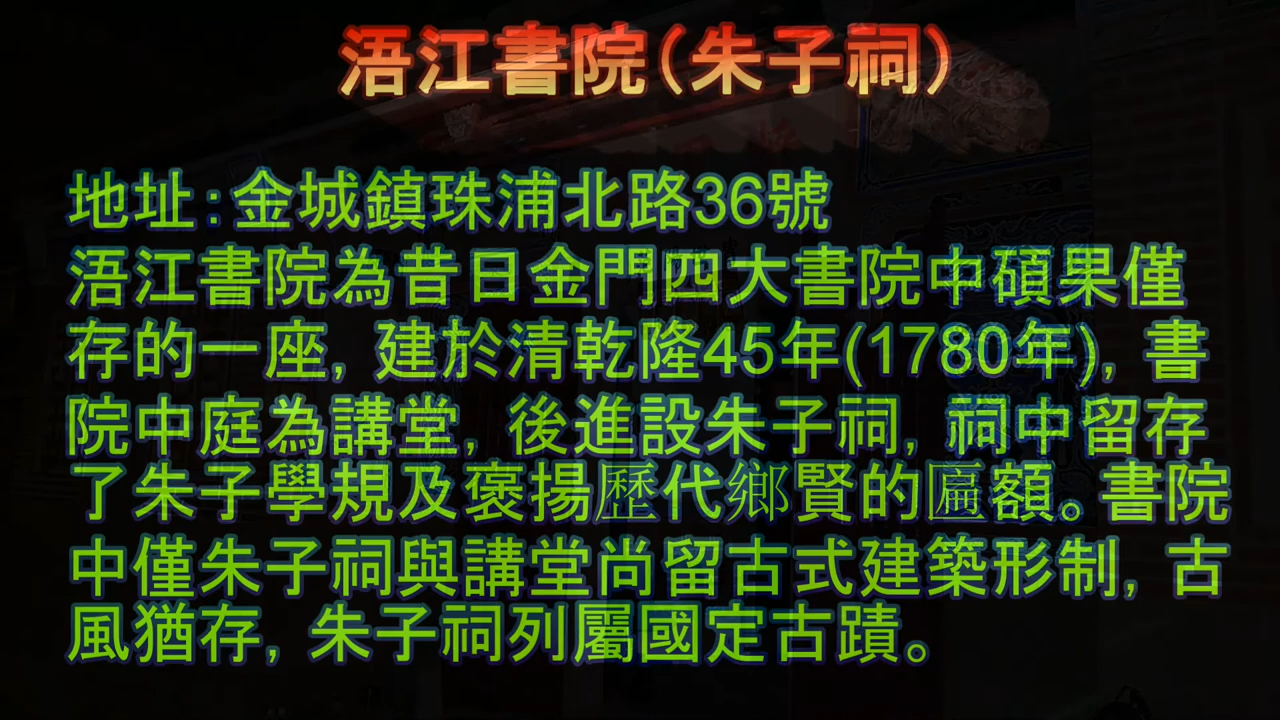 浯江書院(朱子祠)
地址:金城鎮珠浦北路36號
浯江書院為昔日金門四大書院中碩果僅
存的一座, 建於清乾隆45年(1780年), 書
院中庭為講堂, 後進設朱子祠, 祠中留存
了朱子學規及褒揚歷代鄉賢的匾額。書院
中僅朱子祠與講堂尚留古式建築形制, 古
風猶存, 朱子祠列屬國定古蹟。